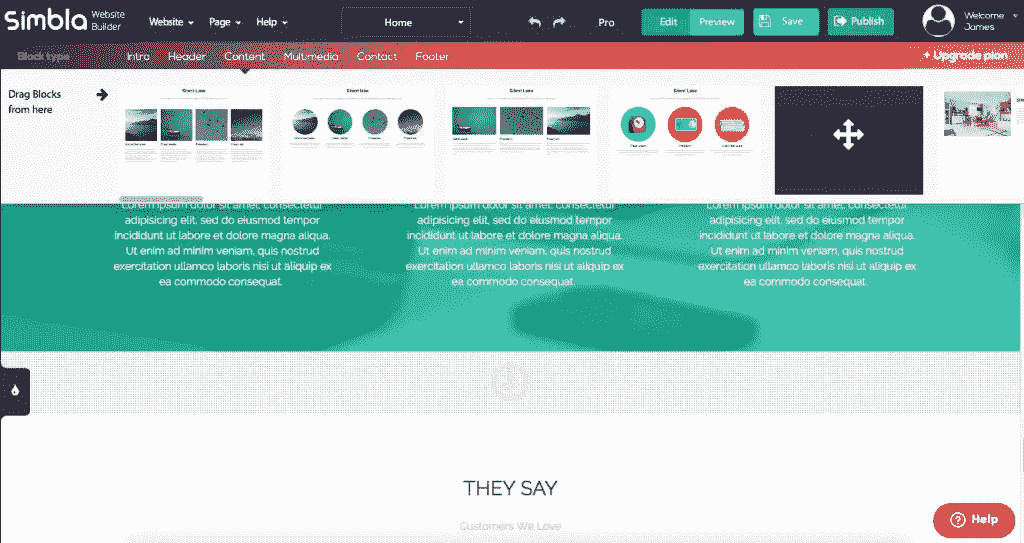 Simbla Website Builder
Website Page Help Home Pro Edit Preview Save Publish Welcome James
Block type Intro Header Content Multimedia Contact Footer + Upgrade plan
Drag Blocks from here
Lorem ipsum dolor sit amet, consectetur
adipisicing elit, sed do eiusmod tempor
incididunt ut labore et dolore magna aliqua.
Ut enim ad minim veniam, quis nostrud
exercitation ullamco laboris nisi ut aliquip ex
ea commodo consequat.
Lorem ipsum dolor sit amet, consectetur
adipisicing elit, sed do eiusmod tempor
incididunt ut labore et dolore magna aliqua.
Ut enim ad minim veniam, quis nostrud
exercitation ullamco laboris nisi ut aliquip ex
ea commodo consequat.
Lorem ipsum dolor sit amet, consectetur
adipisicing elit, sed do eiusmod tempor
incididunt ut labore et dolore magna aliqua.
Ut enim ad minim veniam, quis nostrud
exercitation ullamco laboris nisi ut aliquip ex
ea commodo consequat.
THEY SAY
Customers We Love
Help